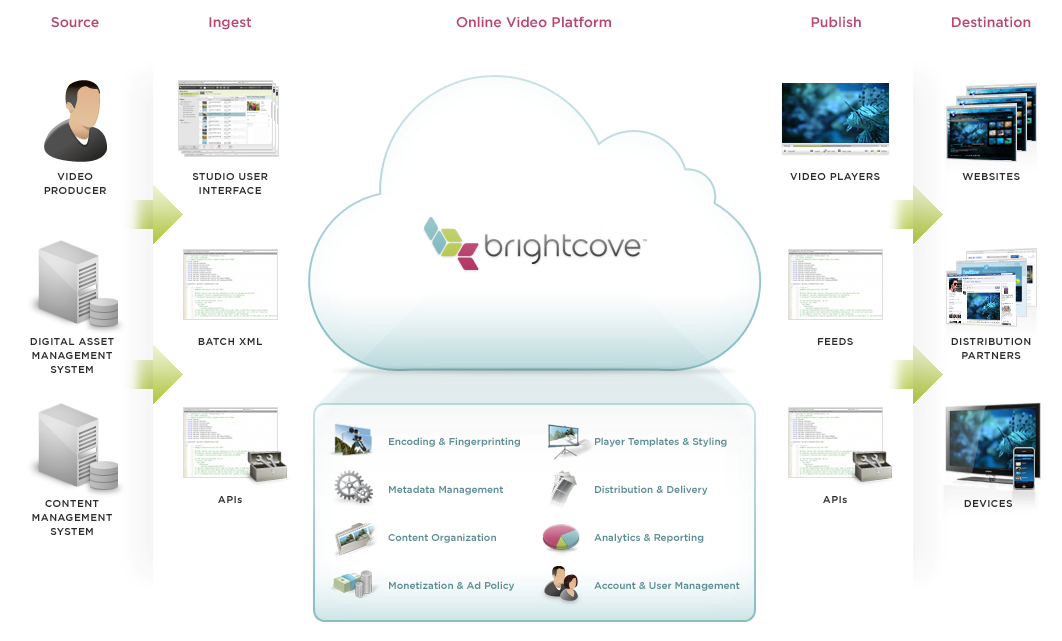 Source
Ingest
Online Video Platform
Publish
Destination
VIDEO
PRODUCER
STUDIO USER
INTERFACE
VIDEO PLAYERS
WEBSITES
brightcove™
DIGITAL ASSET
MANAGEMENT
SYSTEM
BATCH XML
FEEDS
DISTRIBUTION
PARTNERS
CONTENT
MANAGEMENT
SYSTEM
APIs
APIs
DEVICES
Encoding & Fingerprinting
Player Templates & Styling
Metadata Management
Distribution & Delivery
Content Organization
Analytics & Reporting
Monetization & Ad Policy
Account & User Management